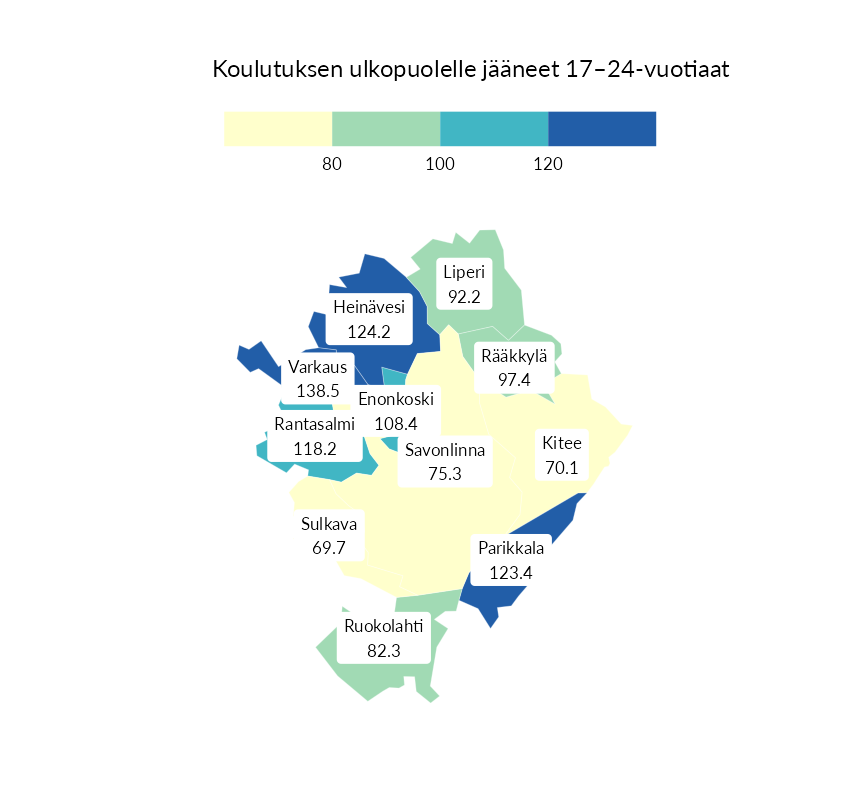 Koulutuksen ulkopuolelle jääneet 17–24-vuotiaat
80
100
120
Liperi
92.2
Heinävesi
124.2
Rääkkylä
97.4
Varkaus
138.5
Enonkoski
108.4
Rantasalmi
118.2
Savonlinna
75.3
Kitee
70.1
Sulkava
69.7
Parikkala
123.4
Ruokolahti
82.3